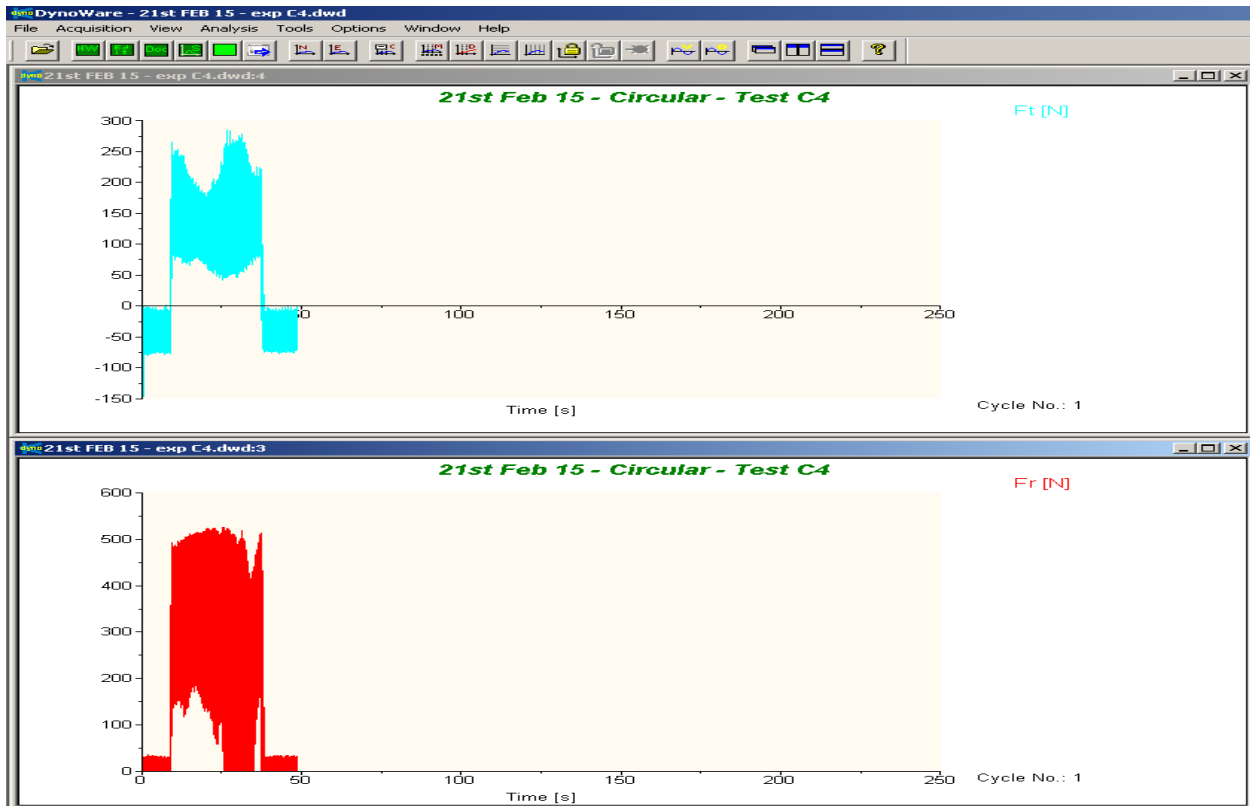 DynoWare - 21st FEB 15 - exp C4.dwd
File Acquisition View Analysis Tools Options Window Help
21st FEB 15 - exp C4.dwd:4
21st Feb 15 - Circular - Test C4
Ft [N]
300
250
200
150
100
50
0
50 100 150 200 250
-50
-100
-150
Time [s]
Cycle No.: 1
21st FEB 15 - exp C4.dwd:3
21st Feb 15 - Circular - Test C4
Fr [N]
600
500
400
300
200
100
0
0 50 100 150 200 250
Cycle No.: 1
Time [s]